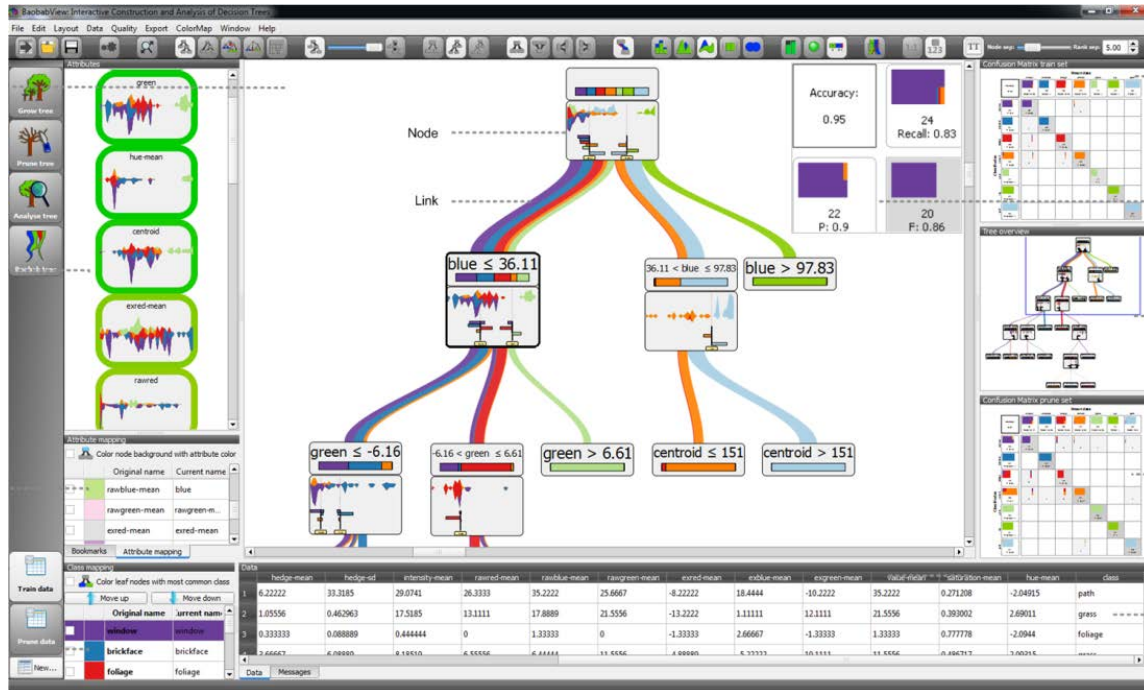 BaobabView: Interactive Construction and Analysis of Decision Trees
File Edit Layout Data Quality Export ColorMap Window Help
Node sep: Rank sep: 5.00
Grow tree
Prune tree
Analyse tree
Attributes
green
hue-mean
centroid
exred-mean
rawred
Attribute mapping
Color node background with attribute color
Original name Current name
rawblue-mean blue
rawgreen-mean rawgreen-m...
exred-mean exred-mean
Bookmarks Attribute mapping
Node
Link
blue ≤ 36.11
36.11 < blue ≤ 97.83
blue > 97.83
green ≤ -6.16
-6.16 < green ≤ 6.61
green > 6.61
centroid ≤ 151
centroid > 151
Accuracy:
0.95
24
Recall: 0.83
22
P: 0.9
20
F: 0.86
Confusion Matrix train set
Tree overview
Confusion Matrix prune set
Train data
Prune data
New...
Class mapping
Color leaf nodes with most common class
Move up Move down
Original name
window window
brickface brickface
foliage foliage
Data
hedge-mean hedge-sd intensity-mean rawred-mean rawblue-mean rawgreen-mean exred-mean exblue-mean exgreen-mean saturation-mean hue-mean class
1 6.22222 33.3185 29.0741 26.3333 35.2222 25.6667 -8.22222 18.4444 -10.2222 35.2222 0.271208 -2.04915 path
2 1.05556 0.462963 17.5185 13.1111 17.8889 21.5556 -13.2222 1.11111 12.1111 21.5556 0.393002 2.69011 grass
3 0.333333 0.088889 0.444444 0 1.33333 0 -1.33333 2.66667 -1.33333 1.33333 0.777778 -2.0944 foliage
Data Messages